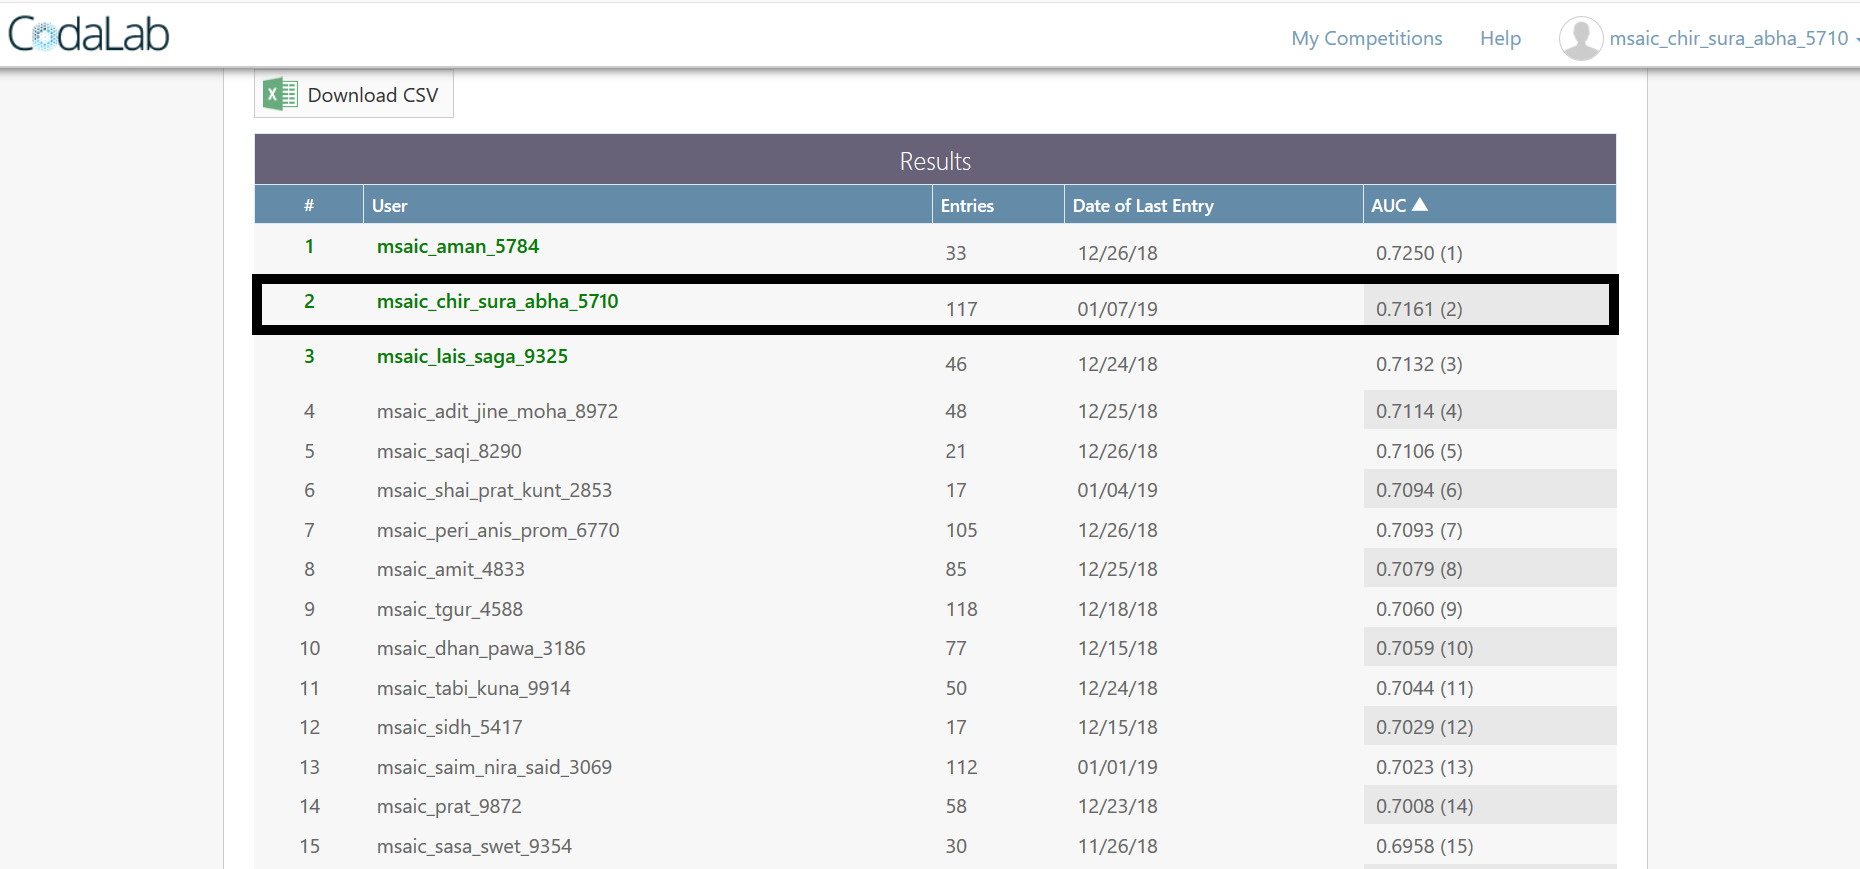 CodaLab My Competitions Help msaic_chir_sura_abha_5710
Download CSV
Results
# User Entries Date of Last Entry AUC ▲
1 msaic_aman_5784 33 12/26/18 0.7250 (1)
2 msaic_chir_sura_abha_5710 117 01/07/19 0.7161 (2)
3 msaic_lais_saga_9325 46 12/24/18 0.7132 (3)
4 msaic_adit_jine_moha_8972 48 12/25/18 0.7114 (4)
5 msaic_saqi_8290 21 12/26/18 0.7106 (5)
6 msaic_shai_prat_kunt_2853 17 01/04/19 0.7094 (6)
7 msaic_peri_anis_prom_6770 105 12/26/18 0.7093 (7)
8 msaic_amit_4833 85 12/25/18 0.7079 (8)
9 msaic_tgur_4588 118 12/18/18 0.7060 (9)
10 msaic_dhan_pawa_3186 77 12/15/18 0.7059 (10)
11 msaic_tabi_kuna_9914 50 12/24/18 0.7044 (11)
12 msaic_sidh_5417 17 12/15/18 0.7029 (12)
13 msaic_saim_nira_said_3069 112 01/01/19 0.7023 (13)
14 msaic_prat_9872 58 12/23/18 0.7008 (14)
15 msaic_sasa_swet_9354 30 11/26/18 0.6958 (15)